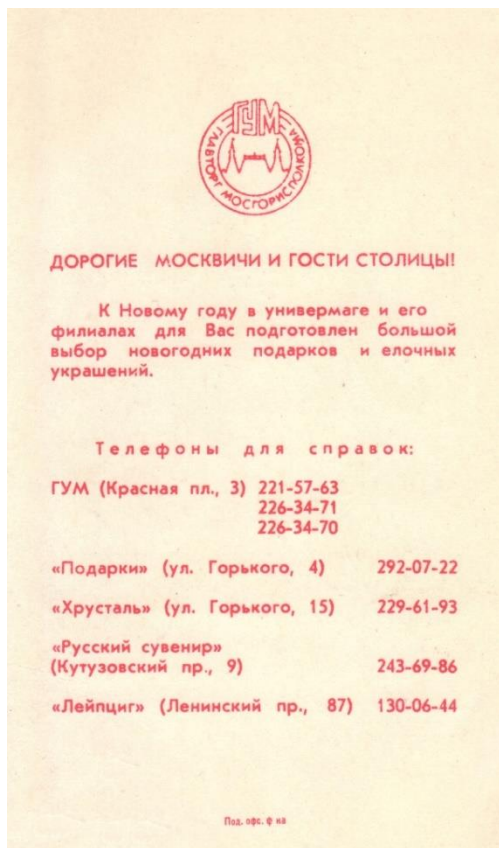 ГУМ
ГЛАВТОРГ МОСГОРИСПОЛКОМА
ДОРОГИЕ МОСКВИЧИ И ГОСТИ СТОЛИЦЫ!
К Новому году в универмаге и его
филиалах для Вас подготовлен большой
выбор новогодних подарков и елочных
украшений.
Телефоны для справок:
ГУМ (Красная пл., 3) 221-57-63
226-34-71
226-34-70
«Подарки» (ул. Горького, 4) 292-07-22
«Хрусталь» (ул. Горького, 15) 229-61-93
«Русский сувенир»
(Кутузовский пр., 9) 243-69-86
«Лейпциг» (Ленинский пр., 87) 130-06-44
Под. офс. ф ка